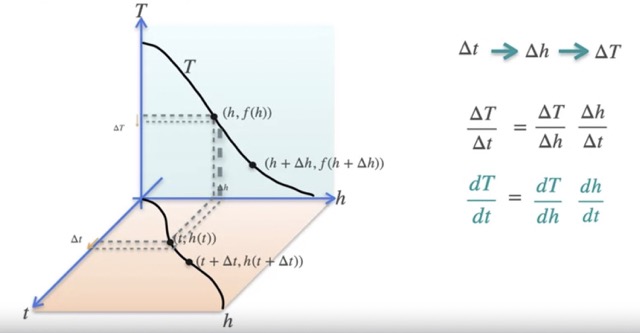 T
T
(h, f(h))
ΔT
(h + Δh, f(h + Δh))
Δh
h
Δt
(t, h(t))
(t + Δt, h(t + Δt))
t
h
Δt → Δh → ΔT
ΔT/Δt = ΔT/Δh Δh/Δt
dT/dt = dT/dh dh/dt